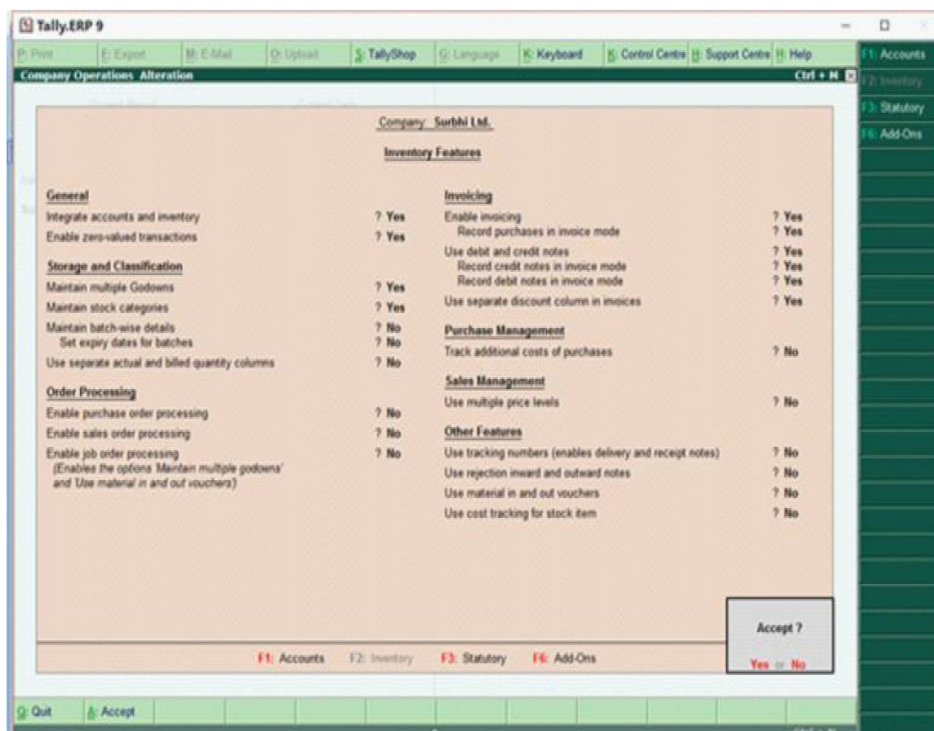 Tally.ERP 9
P: Print E: Export M: E-Mail O: Upload S: TallyShop G: Language K: Keyboard K: Control Centre H: Support Centre H: Help
F1: Accounts
Company Operations Alteration Ctrl + M
F2: Inventory
F3: Statutory
F6: Add-Ons
Company Surbhi Ltd.
Inventory Features
General
Integrate accounts and inventory ? Yes
Enable zero-valued transactions ? Yes
Storage and Classification
Maintain multiple Godowns ? Yes
Maintain stock categories ? Yes
Maintain batch-wise details ? No
Set expiry dates for batches ? No
Use separate actual and billed quantity columns ? No
Order Processing
Enable purchase order processing ? No
Enable sales order processing ? No
Enable job order processing ? No
(Enables the options 'Maintain multiple godowns'
and 'Use material in and out vouchers')
Invoicing
Enable invoicing ? Yes
Record purchases in invoice mode ? Yes
Use debit and credit notes ? Yes
Record credit notes in invoice mode ? Yes
Record debit notes in invoice mode ? Yes
Use separate discount column in invoices ? Yes
Purchase Management
Track additional costs of purchases ? No
Sales Management
Use multiple price levels ? No
Other Features
Use tracking numbers (enables delivery and receipt notes) ? No
Use rejection inward and outward notes ? No
Use material in and out vouchers ? No
Use cost tracking for stock item ? No
Accept ?
Yes or No
F1: Accounts F2: Inventory F3: Statutory F6: Add-Ons
Q: Quit A: Accept